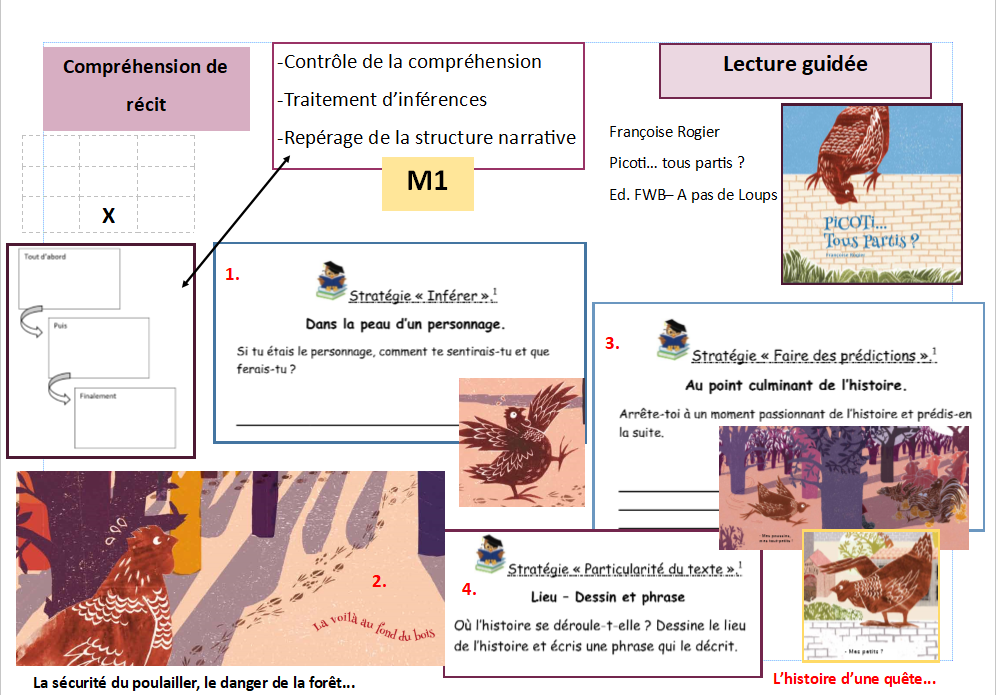 Compréhension de
récit
-Contrôle de la compréhension
-Traitement d’inférences
-Repérage de la structure narrative
M1
Lecture guidée
Françoise Rogier
Picoti… tous partis ?
Ed. FWB– A pas de Loups
PiCOTi...
Tous Partis ?
Françoise Rogier
X
Tout d'abord
Puis
Finalement
1.
Stratégie « Inférer ».1
Dans la peau d’un personnage.
Si tu étais le personnage, comment te sentirais-tu et que
ferais-tu ?
3.
Stratégie « Faire des prédictions ».1
Au point culminant de l’histoire.
Arrête-toi à un moment passionnant de l’histoire et prédis-en
la suite.
2.
La voilà au fond du bois
4.
Stratégie « Particularité du texte ».1
Lieu – Dessin et phrase
Où l’histoire se déroule-t-elle ? Dessine le lieu
de l’histoire et écris une phrase qui le décrit.
- Mes petits ?
La sécurité du poulailler, le danger de la forêt...
L’histoire d’une quête...